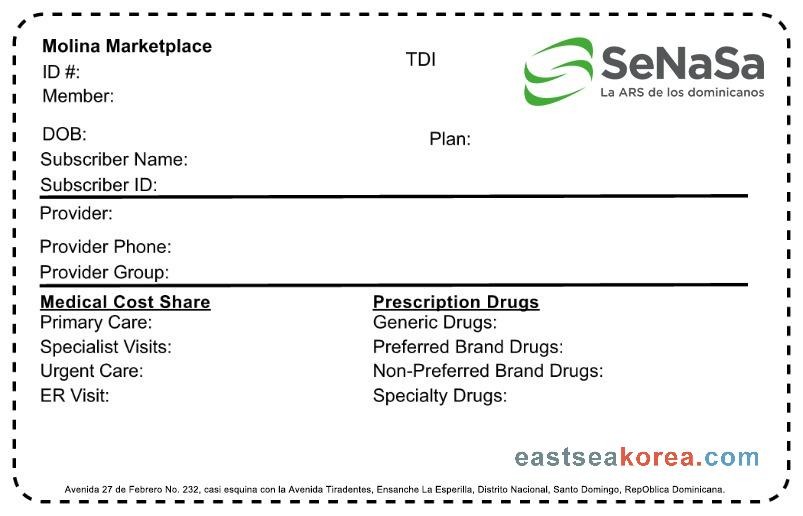 Molina Marketplace
TDI
SeNaSa
La ARS de los dominicanos
ID #:
Member:
DOB:
Plan:
Subscriber Name:
Subscriber ID:
Provider:
Provider Phone:
Provider Group:
Medical Cost Share
Primary Care:
Specialist Visits:
Urgent Care:
ER Visit:
Prescription Drugs
Generic Drugs:
Preferred Brand Drugs:
Non-Preferred Brand Drugs:
Specialty Drugs:
eastseakorea.com
Avenida 27 de Febrero No. 232, casi esquina con la Avenida Tiradentes, Ensanche La Esperilla, Distrito Nacional, Santo Domingo, RepOblica Dominicana.